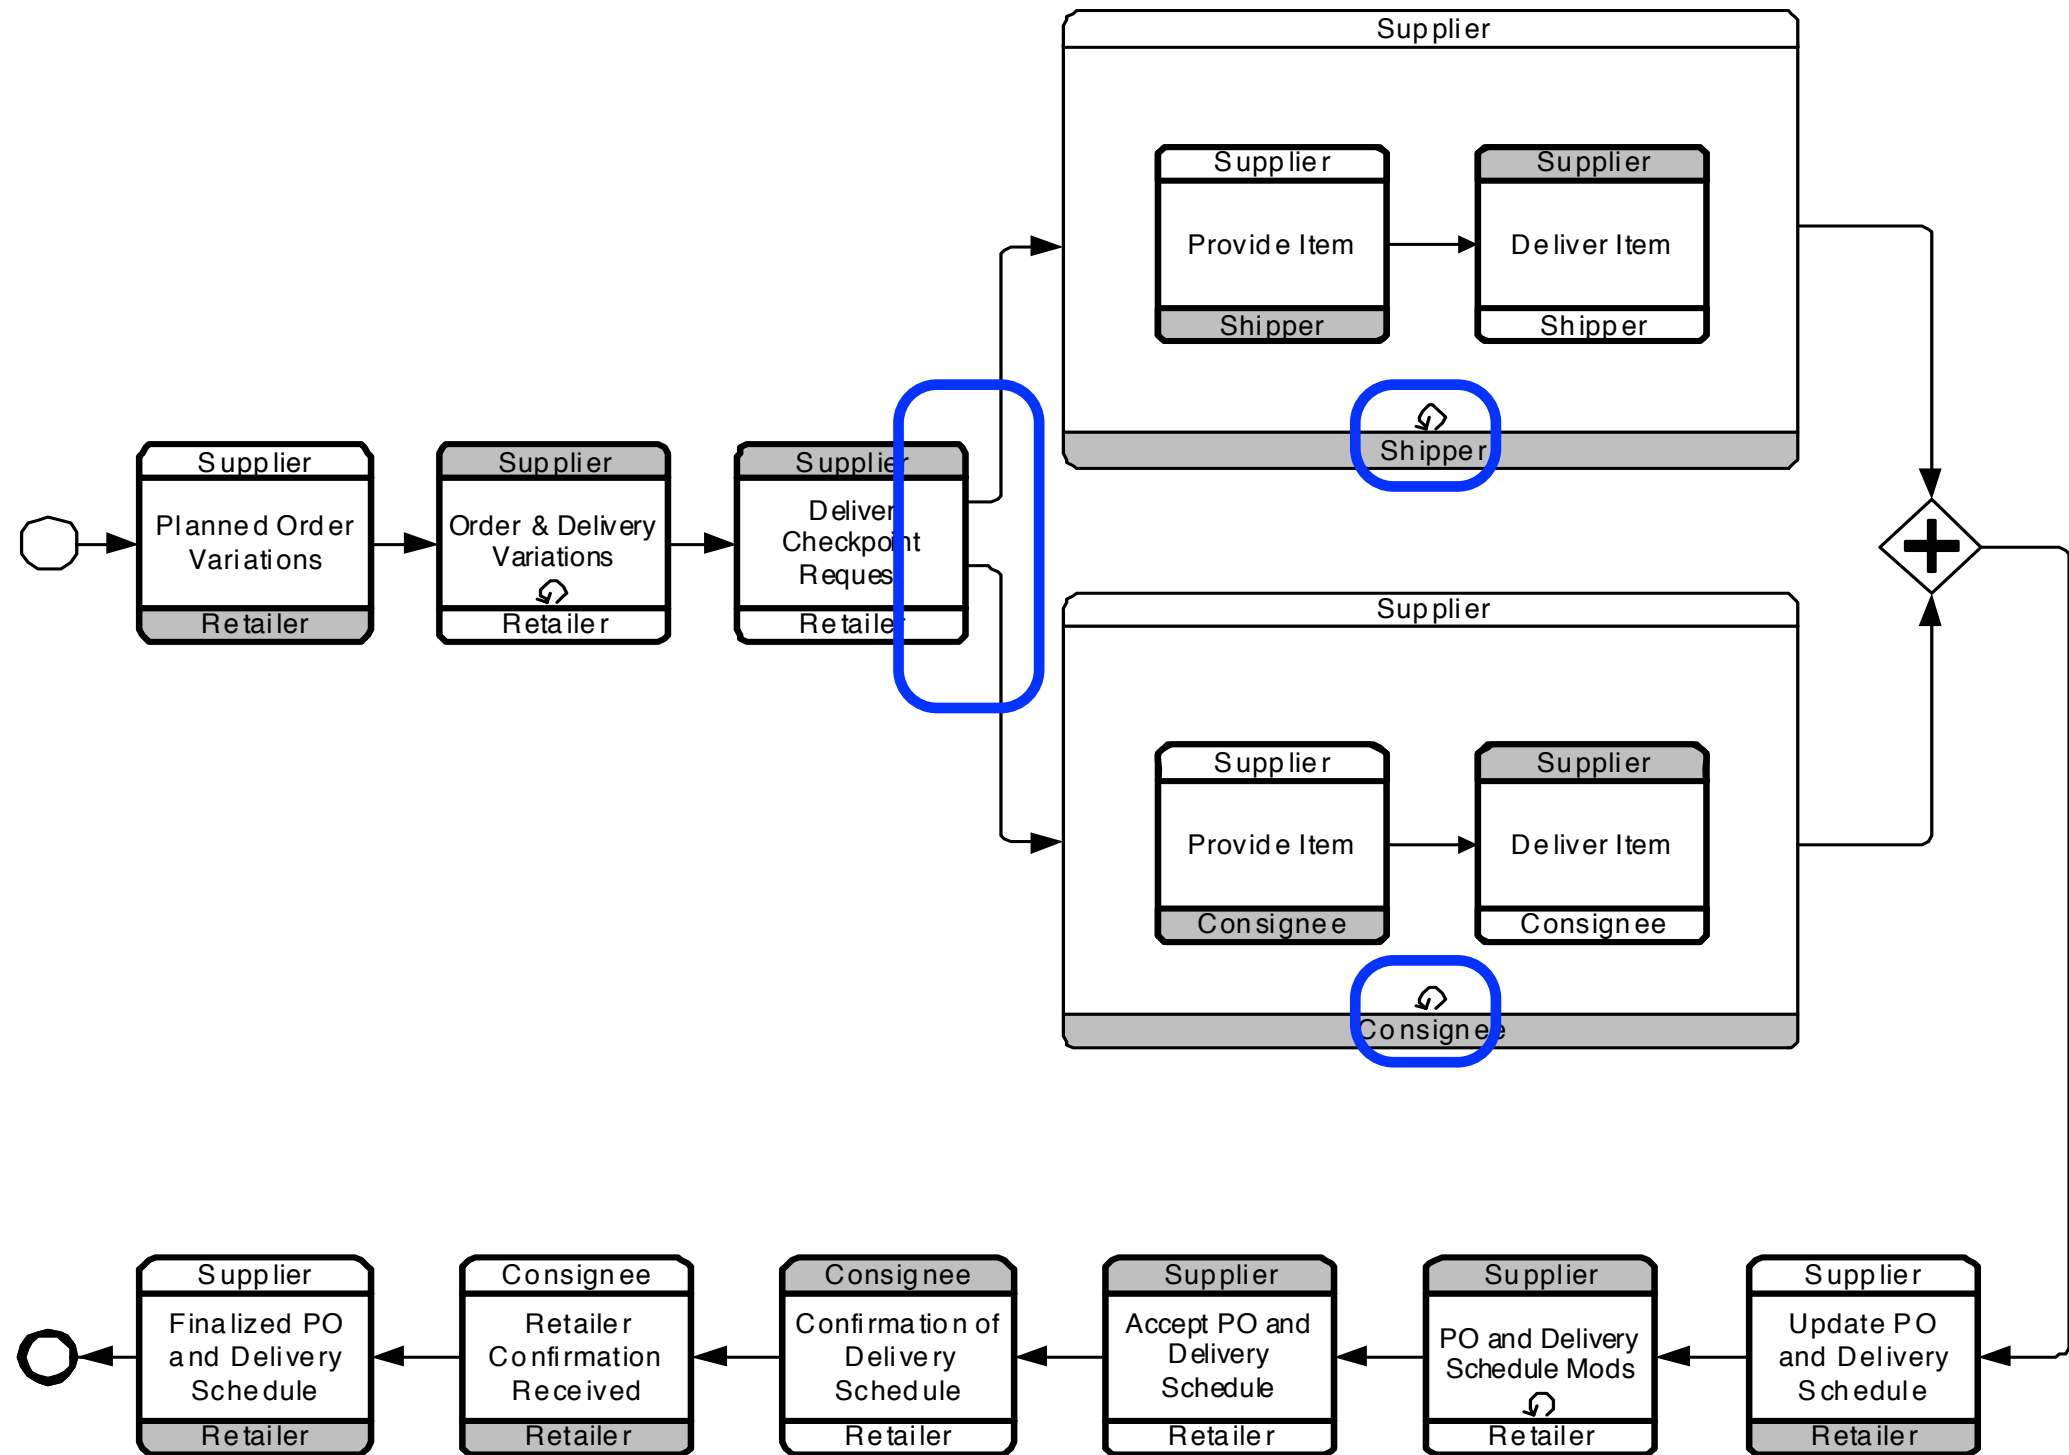 Supplier
Supplier
Provide Item
Shipper
Supplier
Deliver Item
Shipper
Shipper
Supplier
Planned Order
Variations
Retailer
Supplier
Order & Delivery
Variations
Retailer
Supplier
Deliver
Checkpoint
Request
Retailer
Supplier
Supplier
Provide Item
Consignee
Supplier
Deliver Item
Consignee
Consignee
Supplier
Finalized PO
and Delivery
Schedule
Retailer
Consignee
Retailer
Confirmation
Received
Retailer
Consignee
Confirmation of
Delivery
Schedule
Retailer
Supplier
Accept PO and
Delivery
Schedule
Retailer
Supplier
PO and Delivery
Schedule Mods
Retailer
Supplier
Update PO
and Delivery
Schedule
Retailer